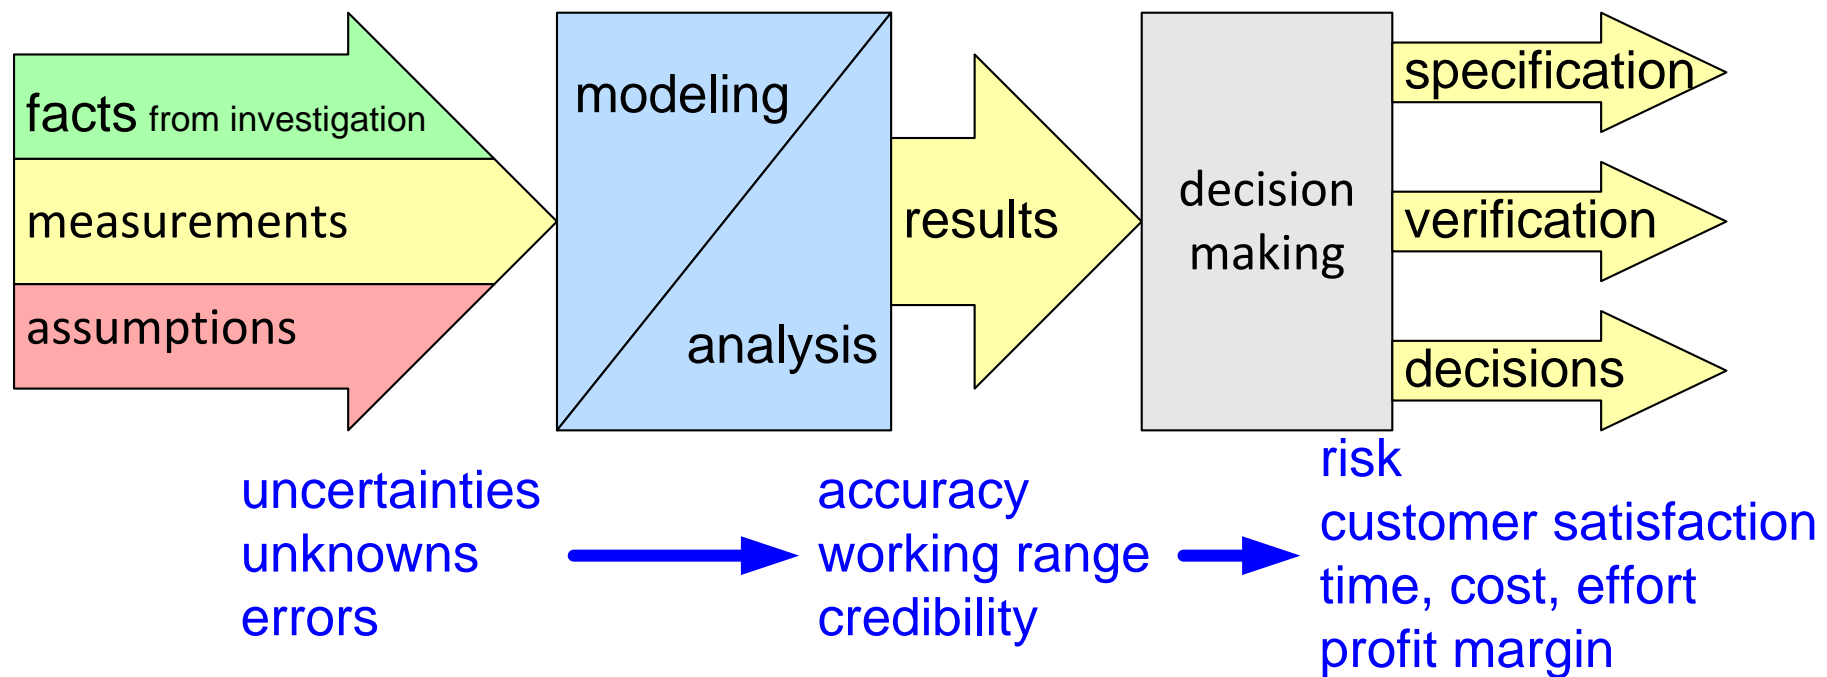 facts from investigation
measurements
assumptions
modeling
analysis
results
decision
making
specification
verification
decisions
uncertainties
unknowns
errors
accuracy
working range
credibility
risk
customer satisfaction
time, cost, effort
profit margin